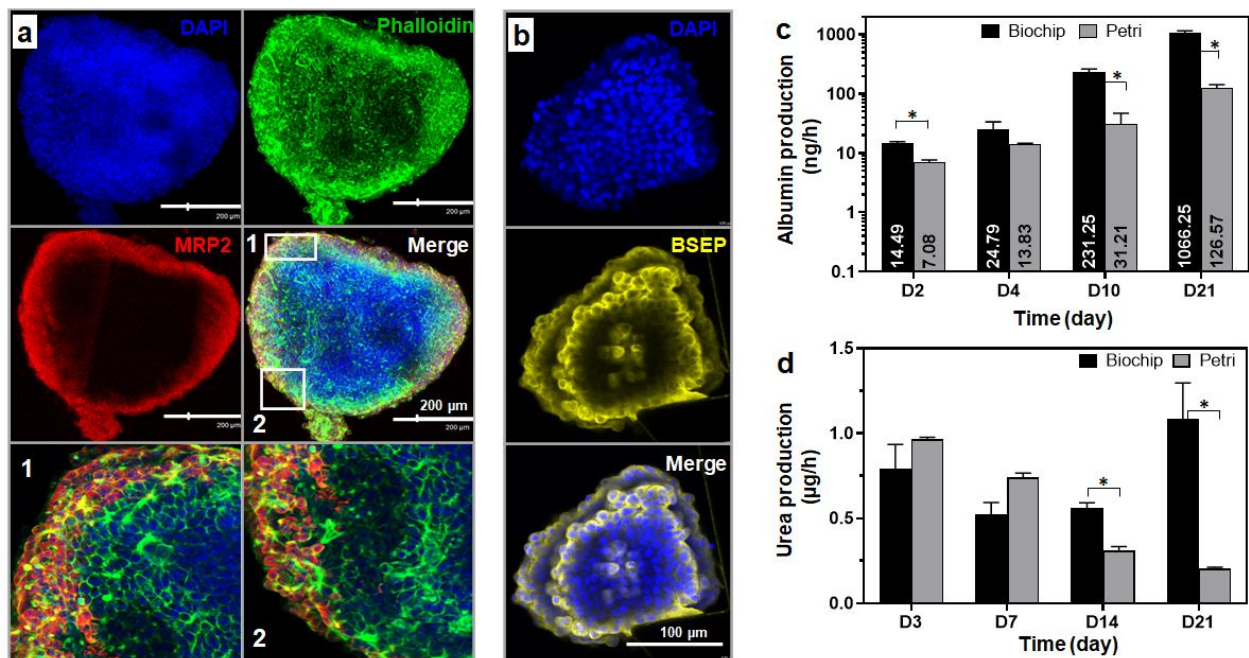 a
DAPI
Phalloidin
200 µm
200 µm
MRP2
1
Merge
200 µm
2
200 µm
1
2
b
DAPI
BSEP
Merge
100 µm
c
Biochip Petri
Albumin production
(ng/h)
1000
100
10
1
0.1
* * *
14.49
7.08
24.79
13.83
231.25
31.21
1066.25
126.57
D2 D4 D10 D21
Time (day)
d
Biochip Petri
Urea production
(µg/h)
1.5
1.0
0.5
0.0
* *
D3 D7 D14 D21
Time (day)